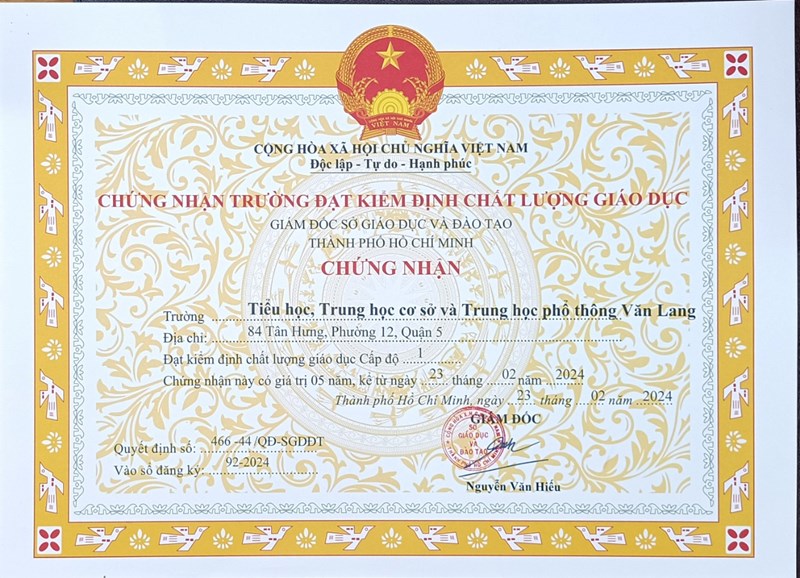 VIỆT NAM
CỘNG HÒA XÃ HỘI CHỦ NGHĨA VIỆT NAM
Độc lập - Tự do - Hạnh phúc
CHỨNG NHẬN TRƯỜNG ĐẠT KIỂM ĐỊNH CHẤT LƯỢNG GIÁO DỤC
GIÁM ĐỐC SỞ GIÁO DỤC VÀ ĐÀO TẠO
THÀNH PHỐ HỒ CHÍ MINH
CHỨNG NHẬN
Trường Tiểu học, Trung học cơ sở và Trung học phổ thông Văn Lang
Địa chỉ: 84 Tân Hưng, Phường 12, Quận 5
Đạt kiểm định chất lượng giáo dục Cấp độ 1
Chứng nhận này có giá trị 05 năm, kể từ ngày 23 tháng 02 năm 2024
Thành phố Hồ Chí Minh, ngày 23 tháng 02 năm 2024
GIÁM ĐỐC
SỞ
GIÁO DỤC
VÀ
ĐÀO TẠO
Quyết định số: 466-44/QĐ-SGDĐT
Vào sổ đăng ký: 92-2024
Nguyễn Văn Hiếu